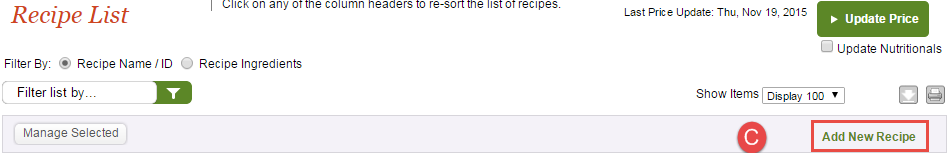 Recipe List
Click on any of the column headers to re-sort the list of recipes.
Last Price Update: Thu, Nov 19, 2015
Update Price
Update Nutritionals
Filter By: Recipe Name / ID Recipe Ingredients
Filter list by...
Show Items Display 100
Manage Selected
C
Add New Recipe